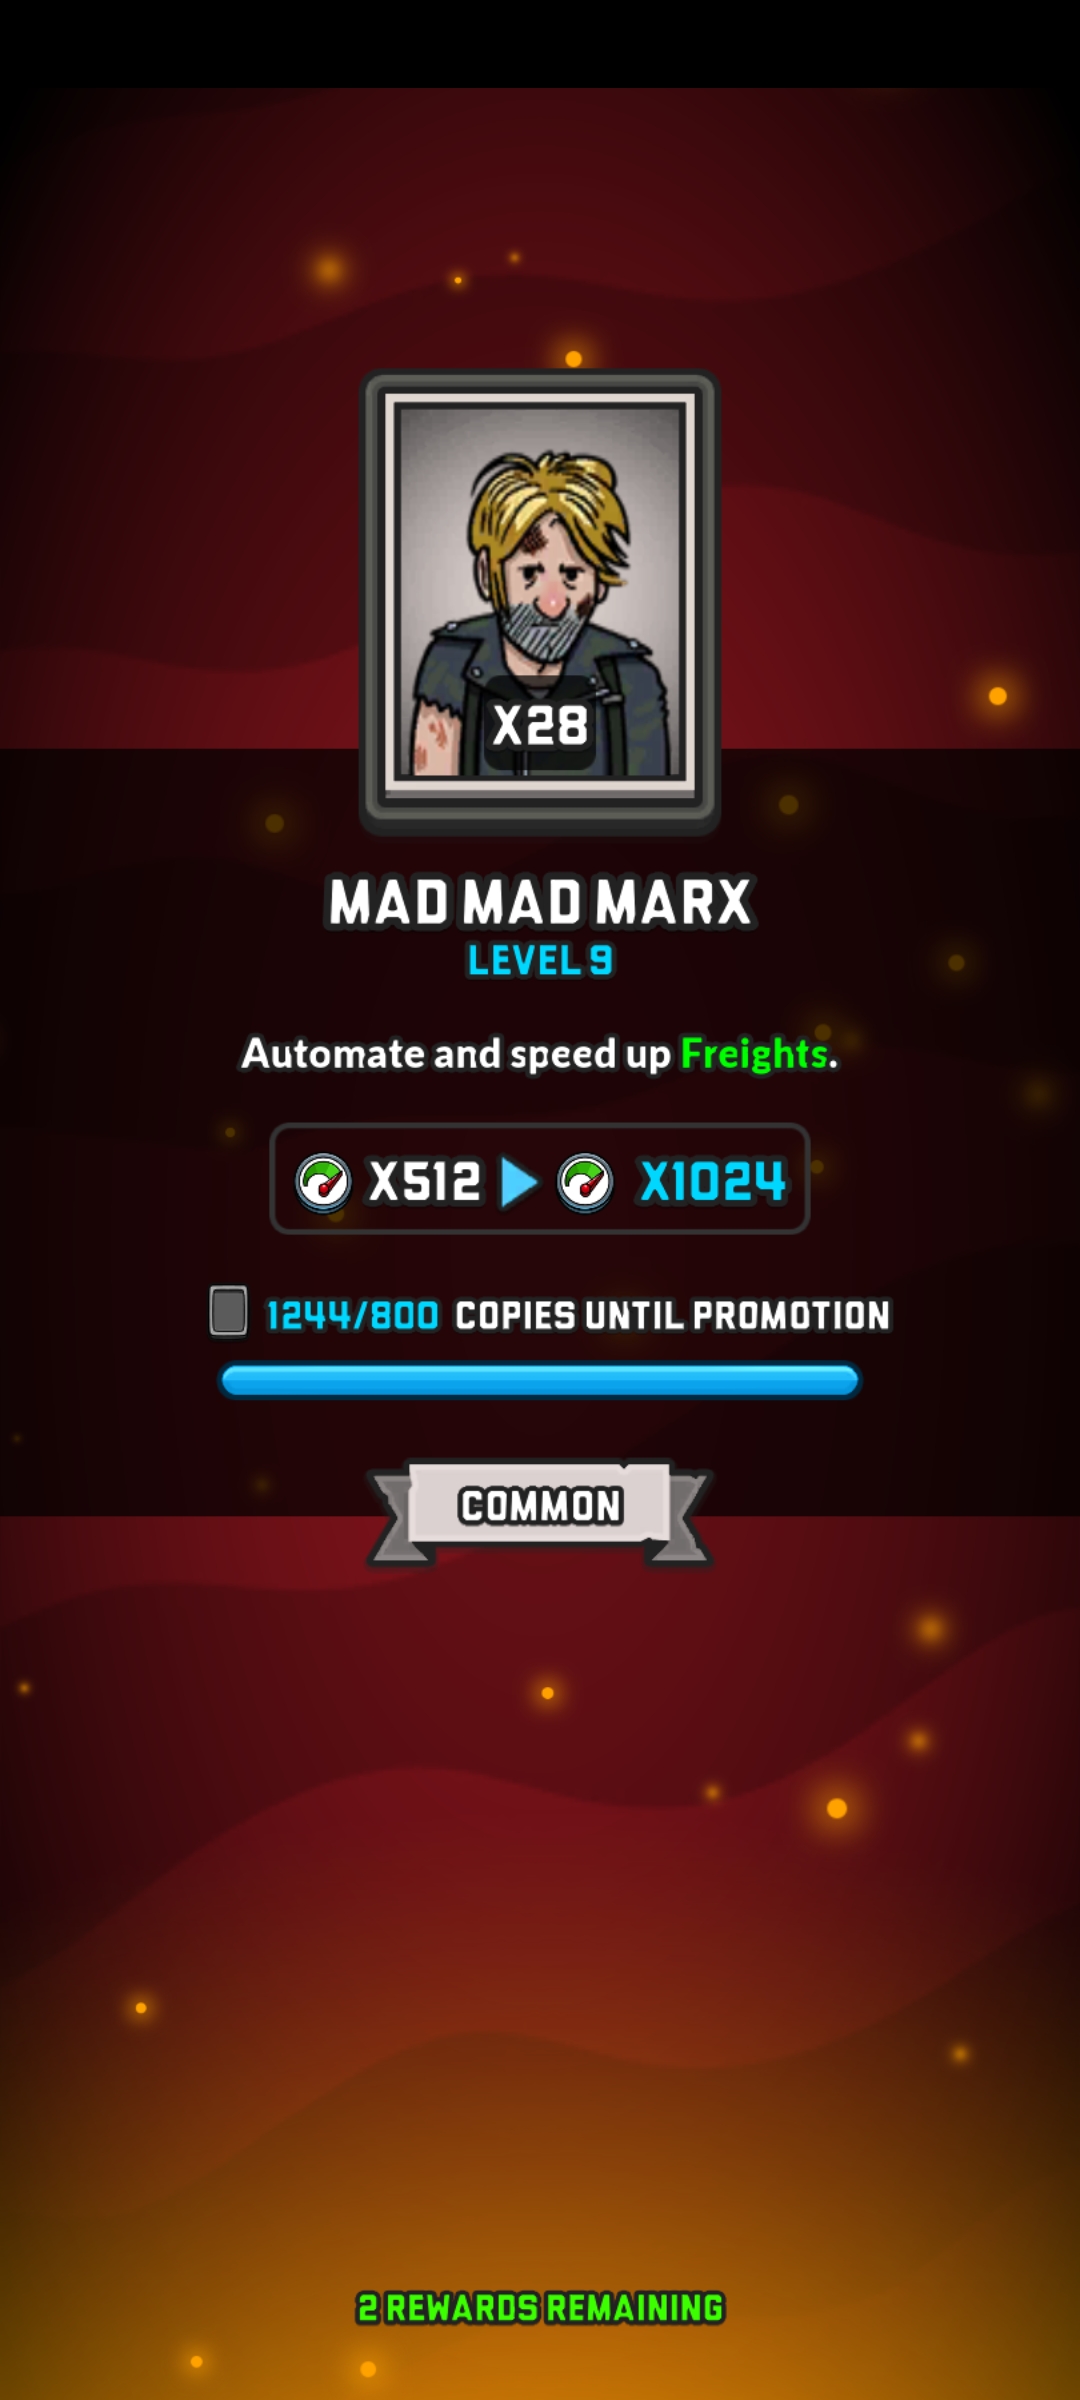 X28
MAD MAD MARX
LEVEL 9
Automate and speed up Freights.
X512 X1024
1244/800 COPIES UNTIL PROMOTION
COMMON
2 REWARDS REMAINING